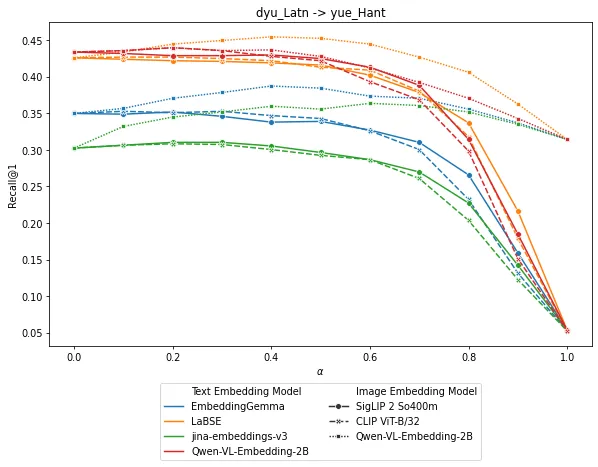 dyu_Latn -> yue_Hant
Recall@1
0.45
0.40
0.35
0.30
0.25
0.20
0.15
0.10
0.05
0.0 0.2 0.4 0.6 0.8 1.0
α
Text Embedding Model
EmbeddingGemma
LaBSE
jina-embeddings-v3
Qwen-VL-Embedding-2B
Image Embedding Model
SigLIP 2 So400m
CLIP ViT-B/32
Qwen-VL-Embedding-2B